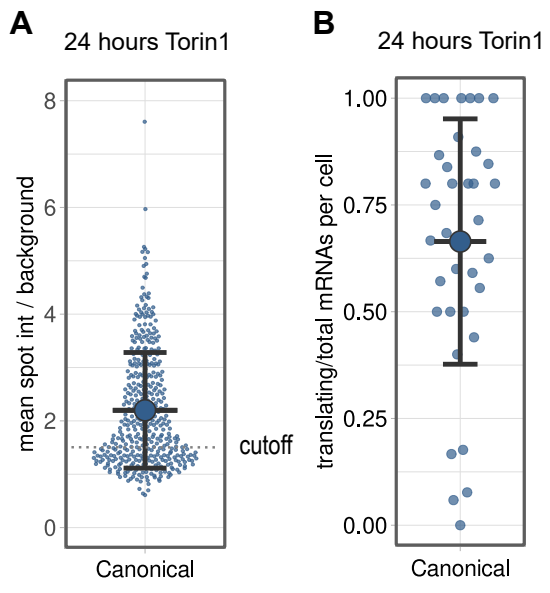 A
24 hours Torin1
mean spot int / background
8
6
4
2
0
cutoff
Canonical
B
24 hours Torin1
translating/total mRNAs per cell
1.00
0.75
0.50
0.25
0.00
Canonical